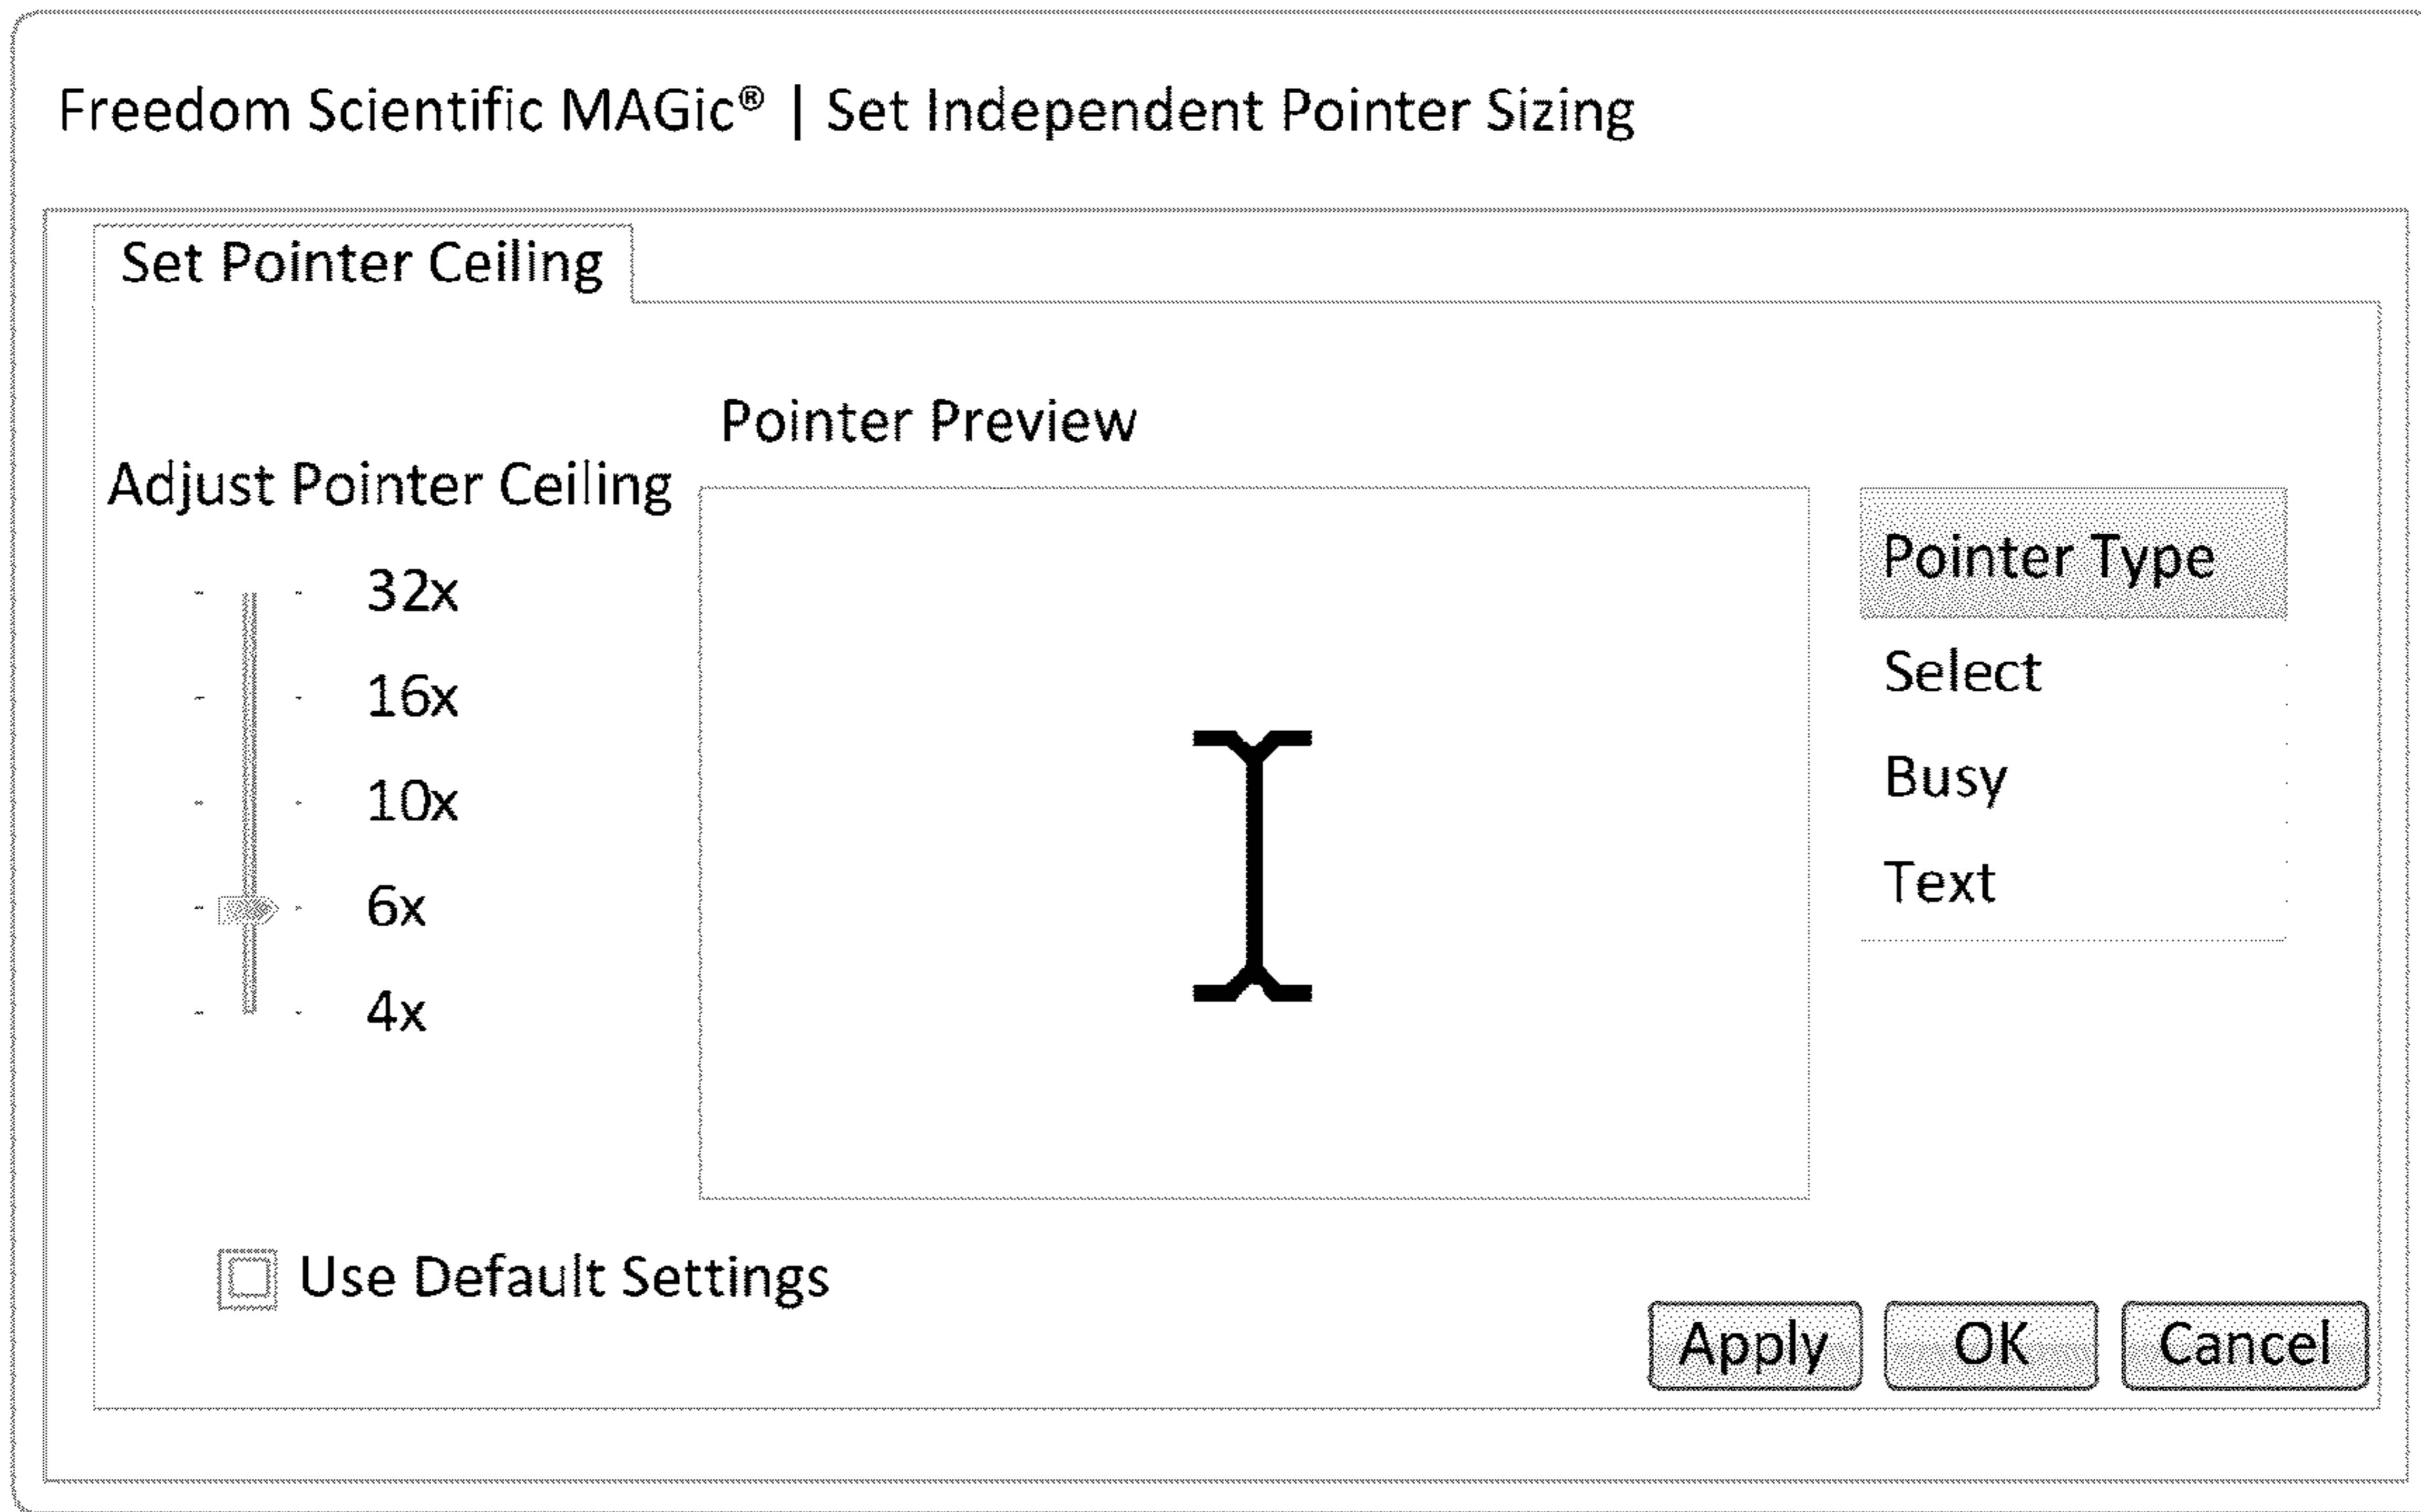 Freedom Scientific MAGic® | Set Independent Pointer Sizing
Set Pointer Ceiling
Adjust Pointer Ceiling
32x
16x
10x
6x
4x
Pointer Preview
Pointer Type
Select
Busy
Text
Use Default Settings
Apply
OK
Cancel